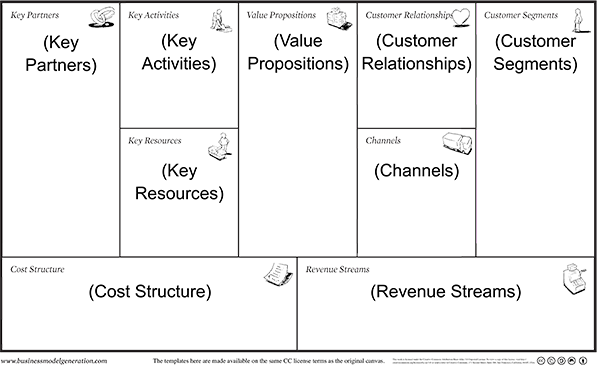 Key Partners
(Key
Partners)
Key Activities
(Key
Activities)
Key Resources
(Key
Resources)
Value Propositions
(Value
Propositions)
Customer Relationships
(Customer
Relationships)
Channels
(Channels)
Customer Segments
(Customer
Segments)
Cost Structure
(Cost Structure)
Revenue Streams
(Revenue Streams)
www.businessmodelgeneration.com
The templates here are made available on the same CC license terms as the original canvas.